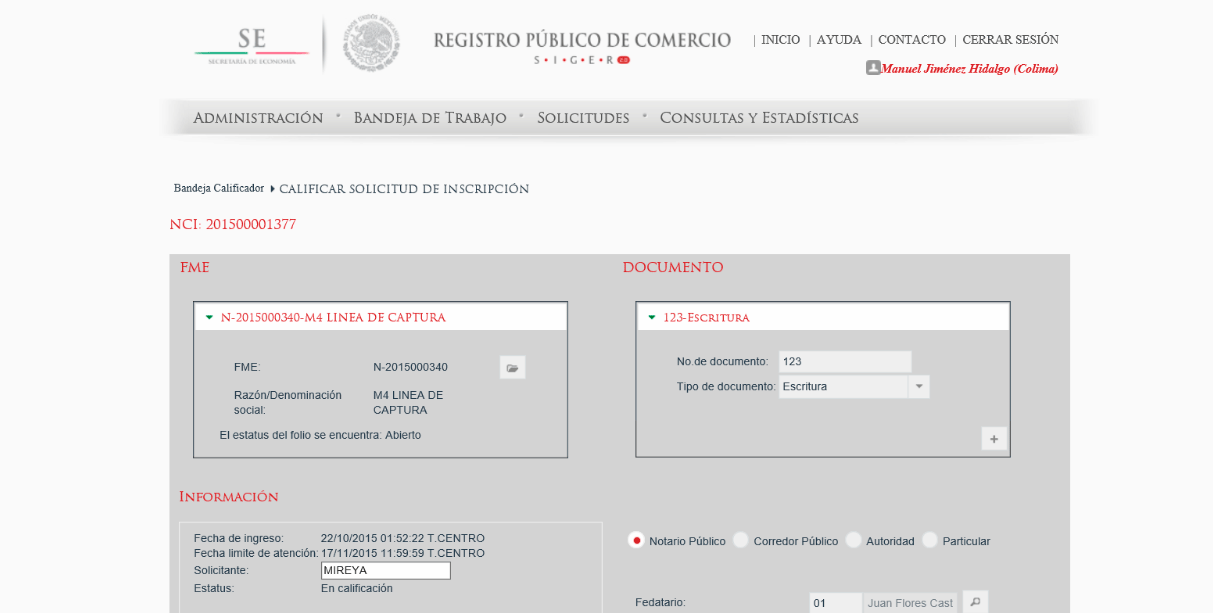 SE
SECRETARÍA DE ECONOMÍA
ESTADOS UNIDOS MEXICANOS
REGISTRO PÚBLICO DE COMERCIO
S•I•G•E•R 2.0
| INICIO | AYUDA | CONTACTO | CERRAR SESIÓN
Manuel Jiménez Hidalgo (Colima)
Administración * Bandeja de Trabajo * Solicitudes * Consultas y Estadísticas
Bandeja Calificador CALIFICAR SOLICITUD DE INSCRIPCIÓN
NCI: 201500001377
FME
N-2015000340-M4 LINEA DE CAPTURA
FME: N-2015000340
Razón/Denominación M4 LINEA DE
social: CAPTURA
El estatus del folio se encuentra: Abierto
DOCUMENTO
123-Escritura
No.de documento: 123
Tipo de documento: Escritura
Información
Fecha de ingreso: 22/10/2015 01:52:22 T.CENTRO
Fecha limite de atención: 17/11/2015 11:59:59 T.CENTRO
Solicitante: MIREYA
Estatus: En calificación
Notario Público Corredor Público Autoridad Particular
Fedatario: 01 Juan Flores Cast